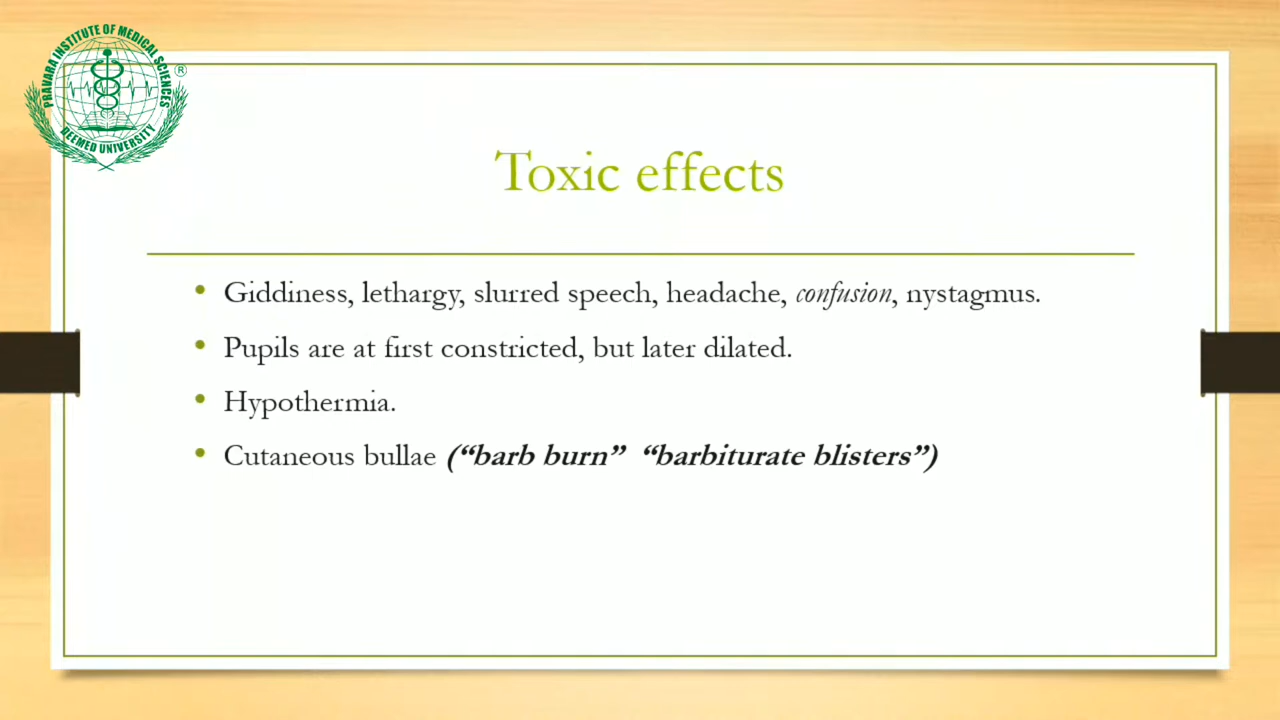 PRAVARA INSTITUTE OF MEDICAL SCIENCES
®
DEEMED UNIVERSITY
Toxic effects
• Giddiness, lethargy, slurred speech, headache, confusion, nystagmus.
• Pupils are at first constricted, but later dilated.
• Hypothermia.
• Cutaneous bullae (“barb burn” “barbiturate blisters”)